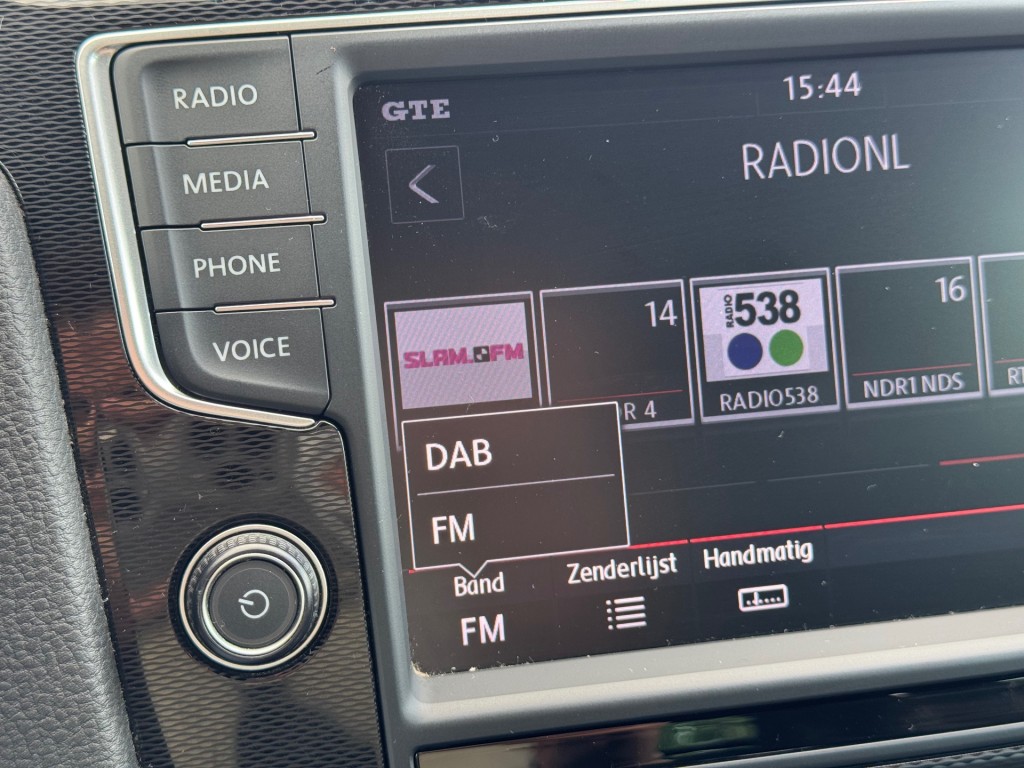 RADIO
MEDIA
PHONE
VOICE
GTE
15:44
RADIONL
SLAM.FM
14
R 4
RADIO 538
RADIO538
16
NDR1 NDS
RT
DAB
FM
Band
FM
Zenderlijst
Handmatig